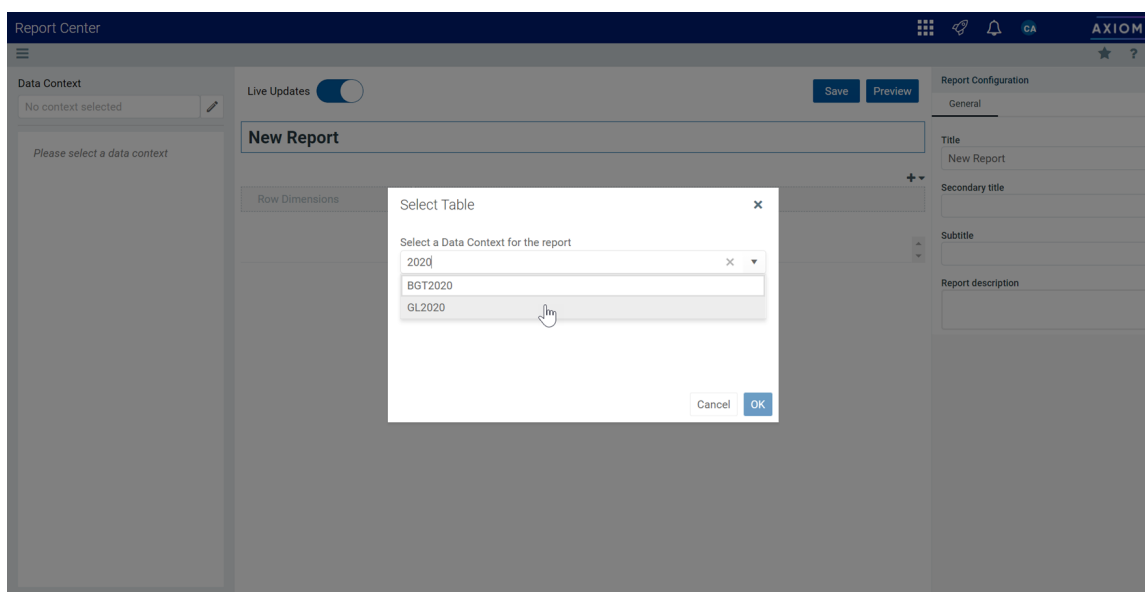 Report Center
CA
AXIOM
?
Data Context
No context selected
Please select a data context
Live Updates
Save
Preview
New Report
Row Dimensions
Select Table
Select a Data Context for the report
2020
BGT2020
GL2020
Cancel
OK
Report Configuration
General
Title
New Report
Secondary title
Subtitle
Report description